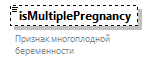 isMultiplePregnancy
Признак многоплодной
беременности